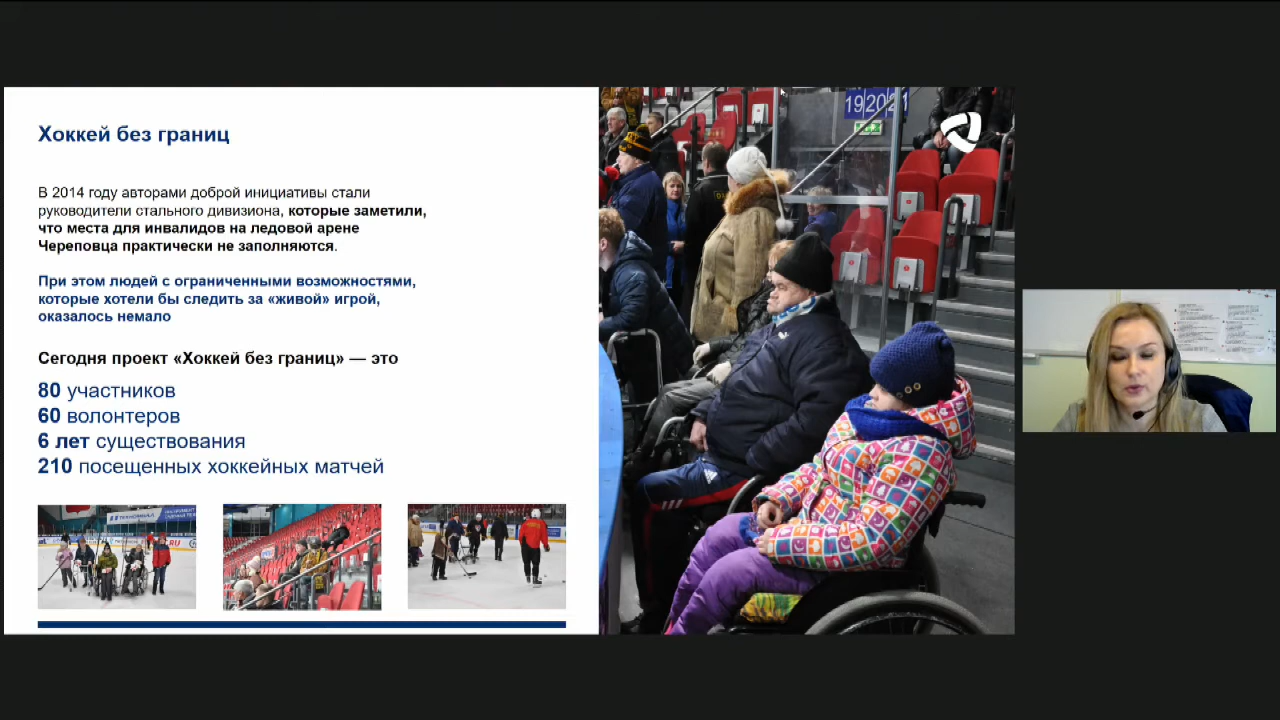 Хоккей без границ
В 2014 году авторами доброй инициативы стали
руководители стального дивизиона, которые заметили,
что места для инвалидов на ледовой арене
Череповца практически не заполняются.
При этом людей с ограниченными возможностями,
которые хотели бы следить за «живой» игрой,
оказалось немало
Сегодня проект «Хоккей без границ» — это
80 участников
60 волонтеров
6 лет существования
210 посещенных хоккейных матчей
19 20 21